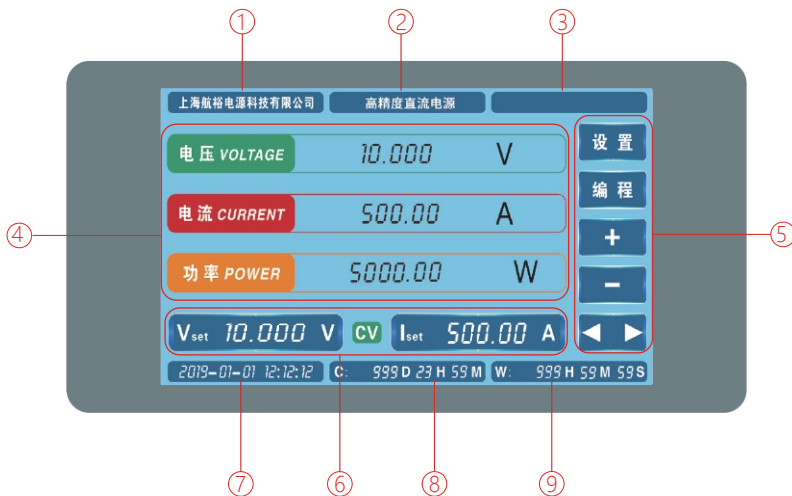 ① ② ③
上海航裕电源科技有限公司 高精度直流电源
电压 VOLTAGE 10.000 V
设置
编程
电流 CURRENT 500.00 A
④ ⑤
+
功率 POWER 5000.00 W
−
Vset 10.000 V CV Iset 500.00 A ◀ ▶
2019-01-01 12:12:12 C: 999 D 23 H 59 M W: 999 H 59 M 59 S
⑦ ⑥ ⑧ ⑨